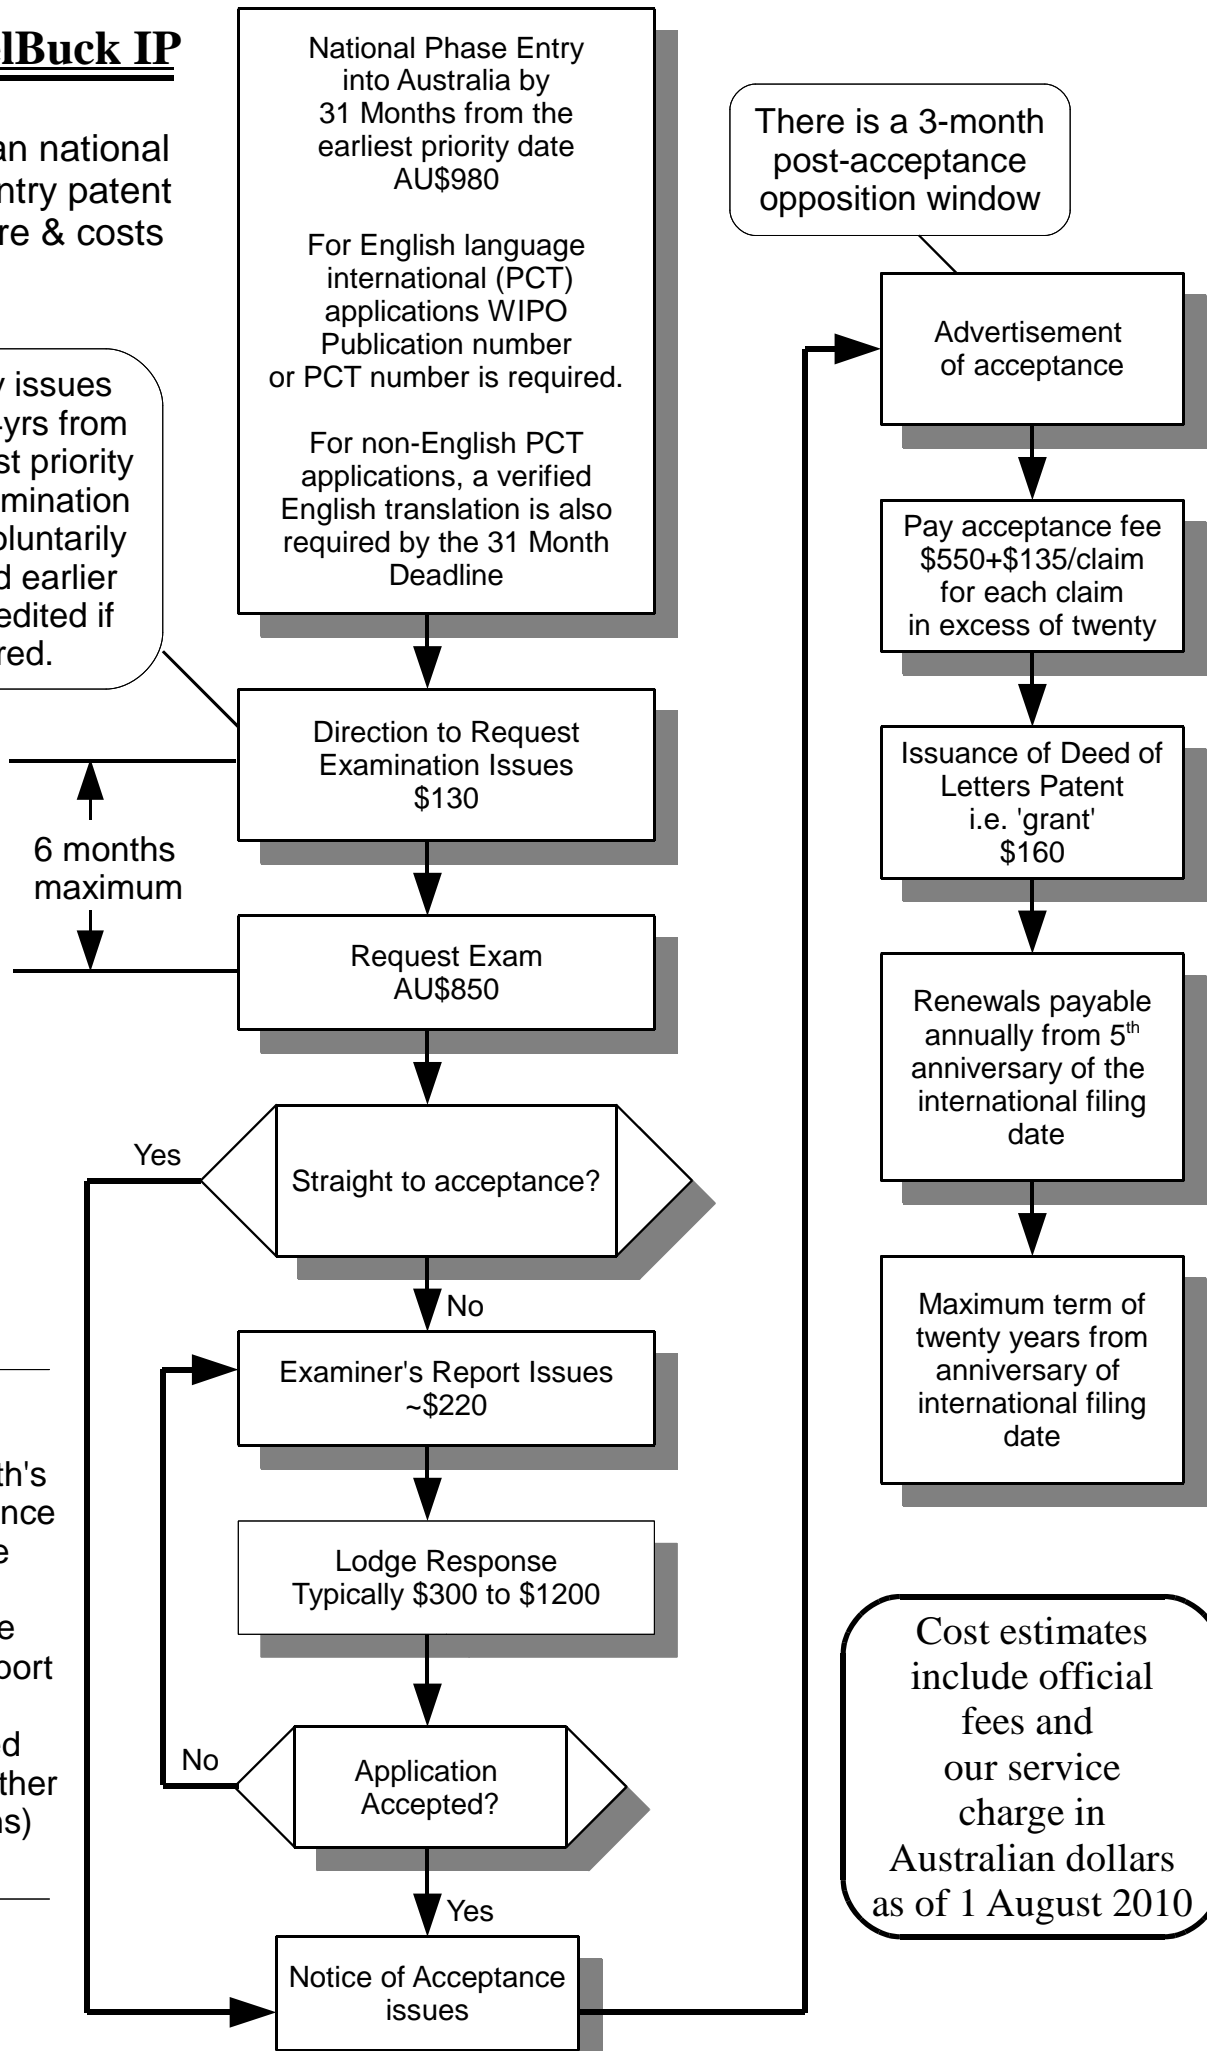 lBuck IP
an national
ntry patent
re & costs
National Phase Entry
into Australia by
31 Months from the
earliest priority date
AU$980
For English language
international (PCT)
applications WIPO
Publication number
or PCT number is required.
For non-English PCT
applications, a verified
English translation is also
required by the 31 Month
Deadline
There is a 3-month
post-acceptance
opposition window
issues
-yrs from
st priority
mination
oluntarily
d earlier
edited if
red.
Direction to Request
Examination Issues
$130
6 months
maximum
Request Exam
AU$850
Straight to acceptance?
Yes
No
Examiner's Report Issues
~$220
Lodge Response
Typically $300 to $1200
th's
nce
e
e
port
ed
ther
ns)
Application
Accepted?
No
Yes
Notice of Acceptance
issues
Advertisement
of acceptance
Pay acceptance fee
$550+$135/claim
for each claim
in excess of twenty
Issuance of Deed of
Letters Patent
i.e. 'grant'
$160
Renewals payable
annually from 5th
anniversary of the
international filing
date
Maximum term of
twenty years from
anniversary of
international filing
date
Cost estimates
include official
fees and
our service
charge in
Australian dollars
as of 1 August 2010